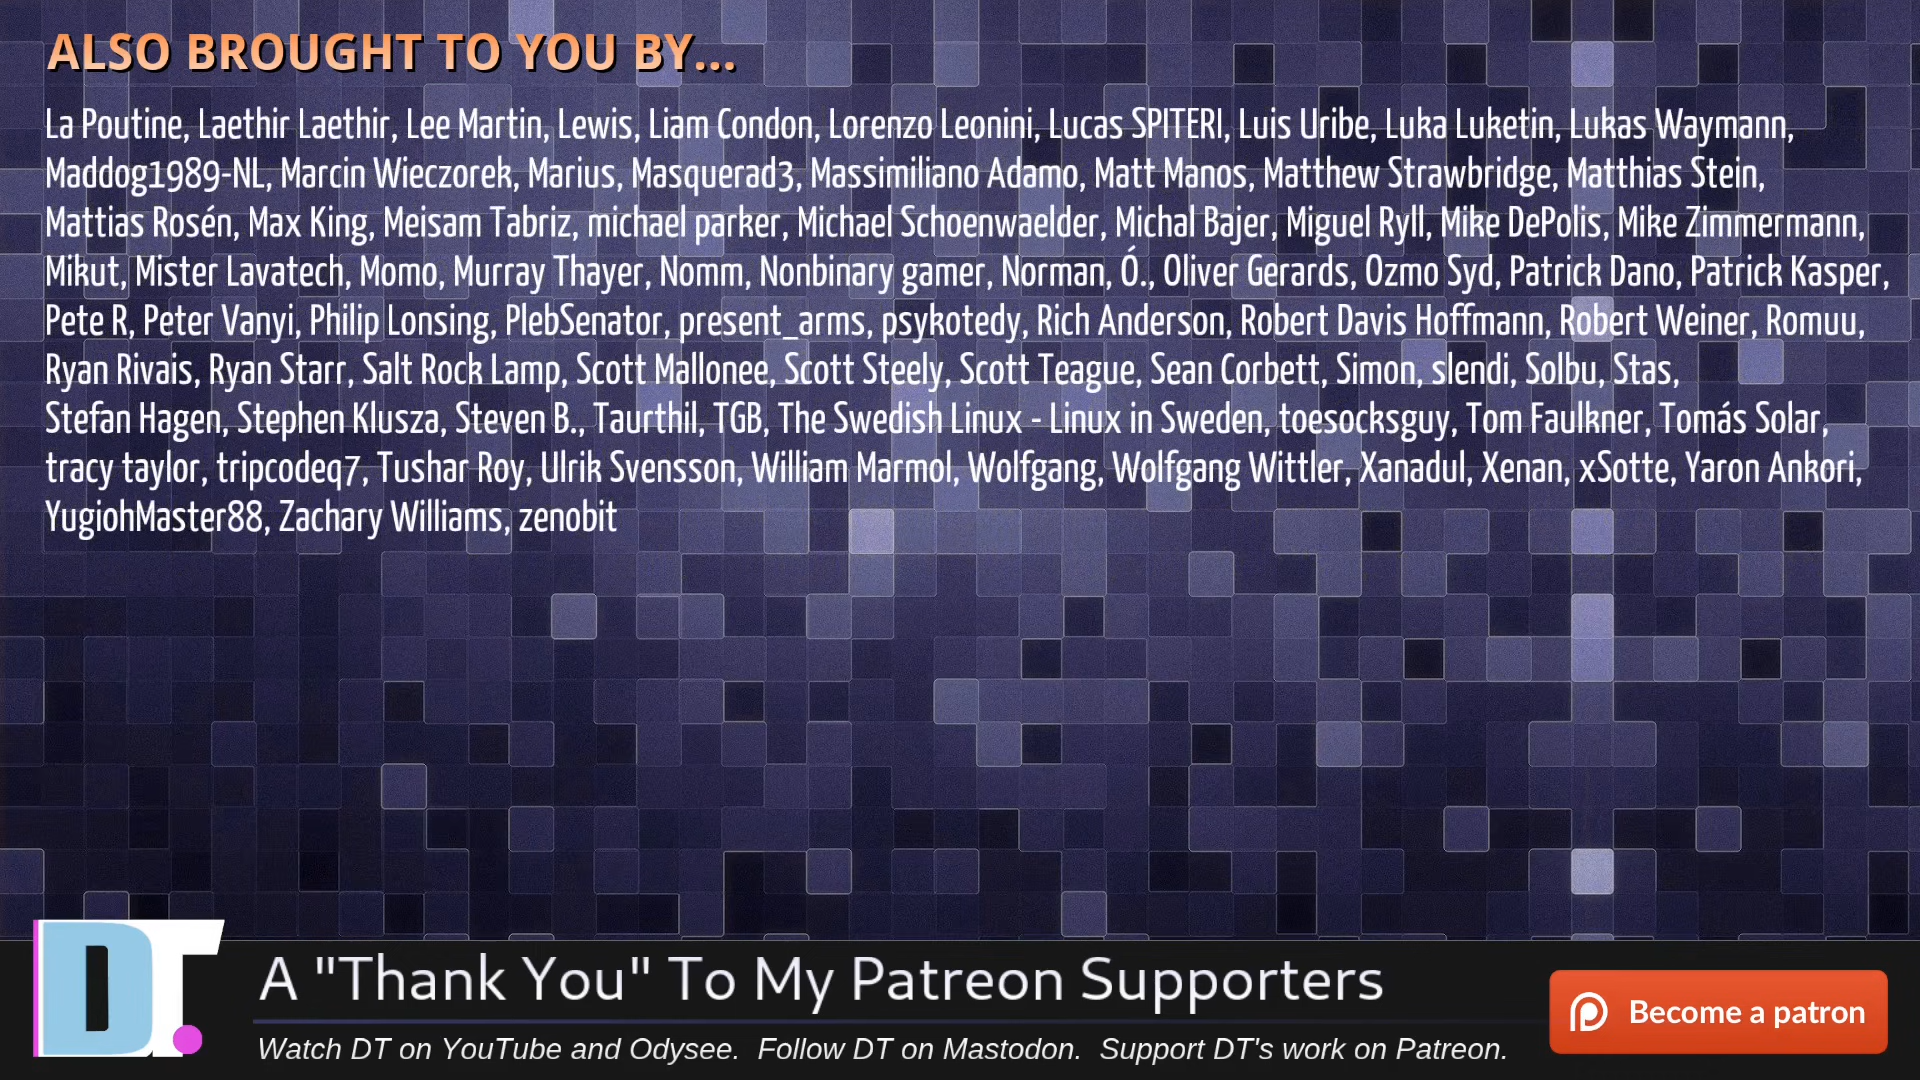 ALSO BROUGHT TO YOU BY...
La Poutine, Laethir Laethir, Lee Martin, Lewis, Liam Condon, Lorenzo Leonini, Lucas SPITERI, Luis Uribe, Luka Luketin, Lukas Waymann,
Maddog1989-NL, Marcin Wieczorek, Marius, Masquerad3, Massimiliano Adamo, Matt Manos, Matthew Strawbridge, Matthias Stein,
Mattias Rosén, Max King, Meisam Tabriz, michael parker, Michael Schoenwaelder, Michal Bajer, Miguel Ryll, Mike DePolis, Mike Zimmermann,
Mikut, Mister Lavatech, Momo, Murray Thayer, Nomm, Nonbinary gamer, Norman, Ó., Oliver Gerards, Ozmo Syd, Patrick Dano, Patrick Kasper,
Pete R, Peter Vanyi, Philip Lonsing, PlebSenator, present_arms, psykotedy, Rich Anderson, Robert Davis Hoffmann, Robert Weiner, Romuu,
Ryan Rivais, Ryan Starr, Salt Rock Lamp, Scott Mallonee, Scott Steely, Scott Teague, Sean Corbett, Simon, slendi, Solbu, Stas,
Stefan Hagen, Stephen Klusza, Steven B., Taurthil, TGB, The Swedish Linux - Linux in Sweden, toesocksguy, Tom Faulkner, Tomás Solar,
tracy taylor, tripcodeq7, Tushar Roy, Ulrik Svensson, William Marmol, Wolfgang, Wolfgang Wittler, Xanadul, Xenan, xSotte, Yaron Ankori,
YugiohMaster88, Zachary Williams, zenobit
DT.
A "Thank You" To My Patreon Supporters
Watch DT on YouTube and Odysee. Follow DT on Mastodon. Support DT's work on Patreon.
Become a patron